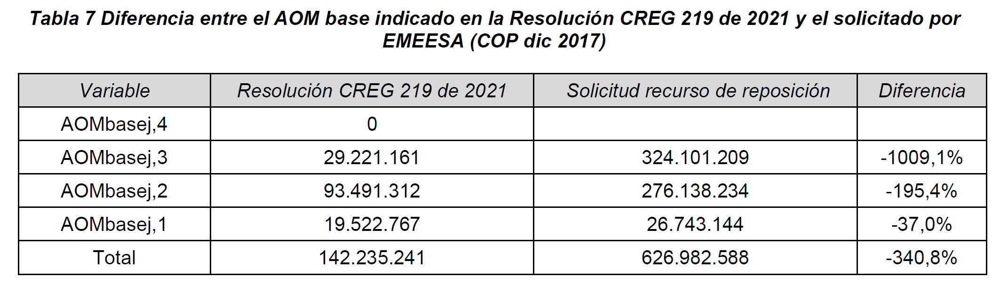 Tabla 7 Diferencia entre el AOM base indicado en la Resolución CREG 219 de 2021 y el solicitado por
EMEESA (COP dic 2017)
Variable Resolución CREG 219 de 2021 Solicitud recurso de reposición Diferencia
AOMbasej,4 0
AOMbasej,3 29.221.161 324.101.209 -1009,1%
AOMbasej,2 93.491.312 276.138.234 -195,4%
AOMbasej,1 19.522.767 26.743.144 -37,0%
Total 142.235.241 626.982.588 -340,8%